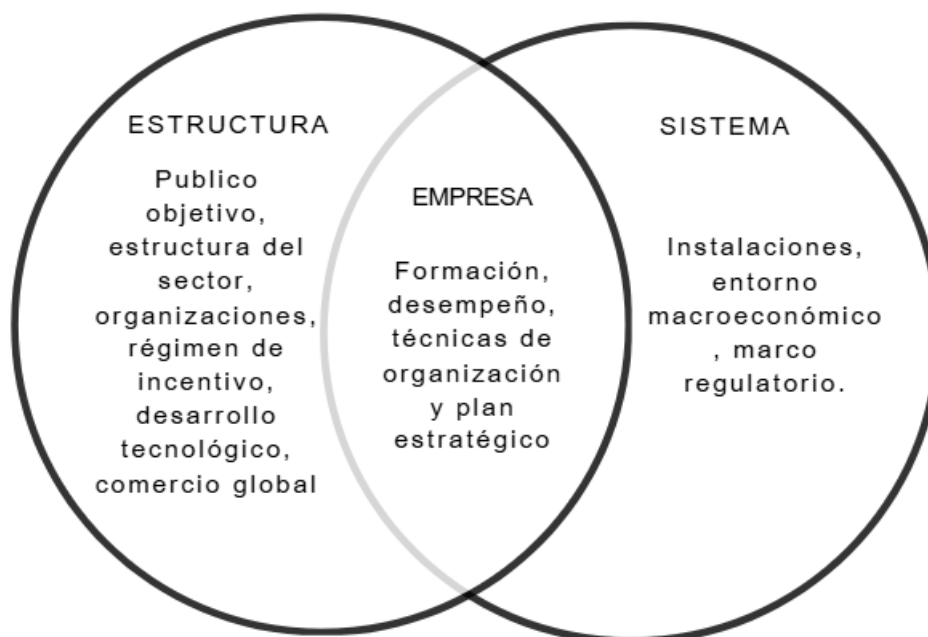 ESTRUCTURA
Publico
objetivo,
estructura del
sector,
organizaciones,
régimen de
incentivo,
desarrollo
tecnológico,
comercio global
EMPRESA
Formación,
desempeño,
técnicas de
organización
y plan
estratégico
SISTEMA
Instalaciones,
entorno
macroeconómico
, marco
regulatorio.